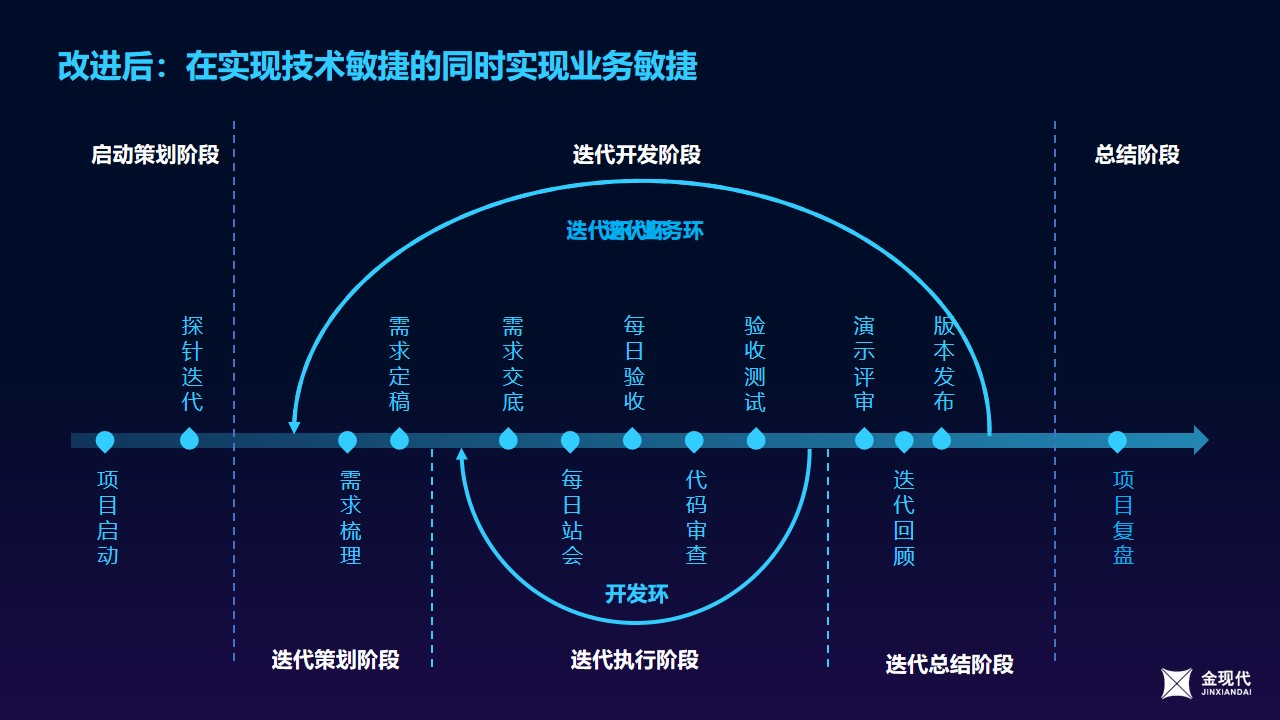 改进后：在实现技术敏捷的同时实现业务敏捷
启动策划阶段
迭代开发阶段
总结阶段
探针迭代
需求定稿
需求交底
每日验收
验收测试
演示评审
版本发布
项目启动
需求梳理
每日站会
代码审查
迭代回顾
项目复盘
开发环
迭代策划阶段
迭代执行阶段
迭代总结阶段
金现代
JINXIANDAI